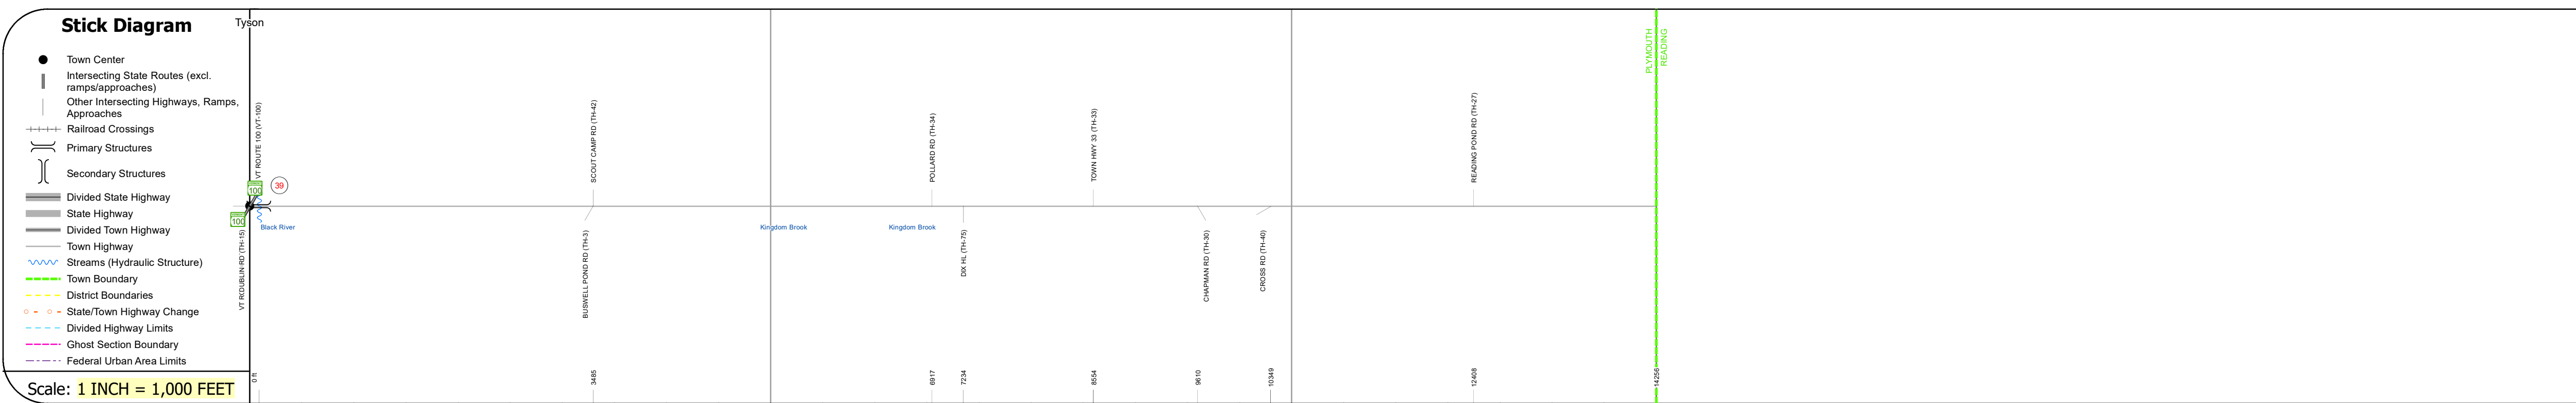 Stick Diagram
Town Center
Intersecting State Routes (excl.
ramps/approaches)
Other Intersecting Highways, Ramps,
Approaches
Railroad Crossings
Primary Structures
Secondary Structures
Divided State Highway
State Highway
Divided Town Highway
Town Highway
Streams (Hydraulic Structure)
Town Boundary
District Boundaries
State/Town Highway Change
Divided Highway Limits
Ghost Section Boundary
Federal Urban Area Limits
Scale: 1 INCH = 1,000 FEET
Tyson
VT ROUTE 100 (VT-100)
100
39
100
Black River
DUBLIN RD (TH-15)
SCOUT CAMP RD (TH-42)
BUSWELL POND RD (TH-3)
Kingdom Brook
Kingdom Brook
POLLARD RD (TH-34)
DIX HL (TH-75)
TOWN HWY 33 (TH-33)
CHAPMAN RD (TH-30)
CROSS RD (TH-40)
READING POND RD (TH-27)
PLYMOUTH
READING
0 ft
3485
6917
7234
8554
9610
10349
12408
14256